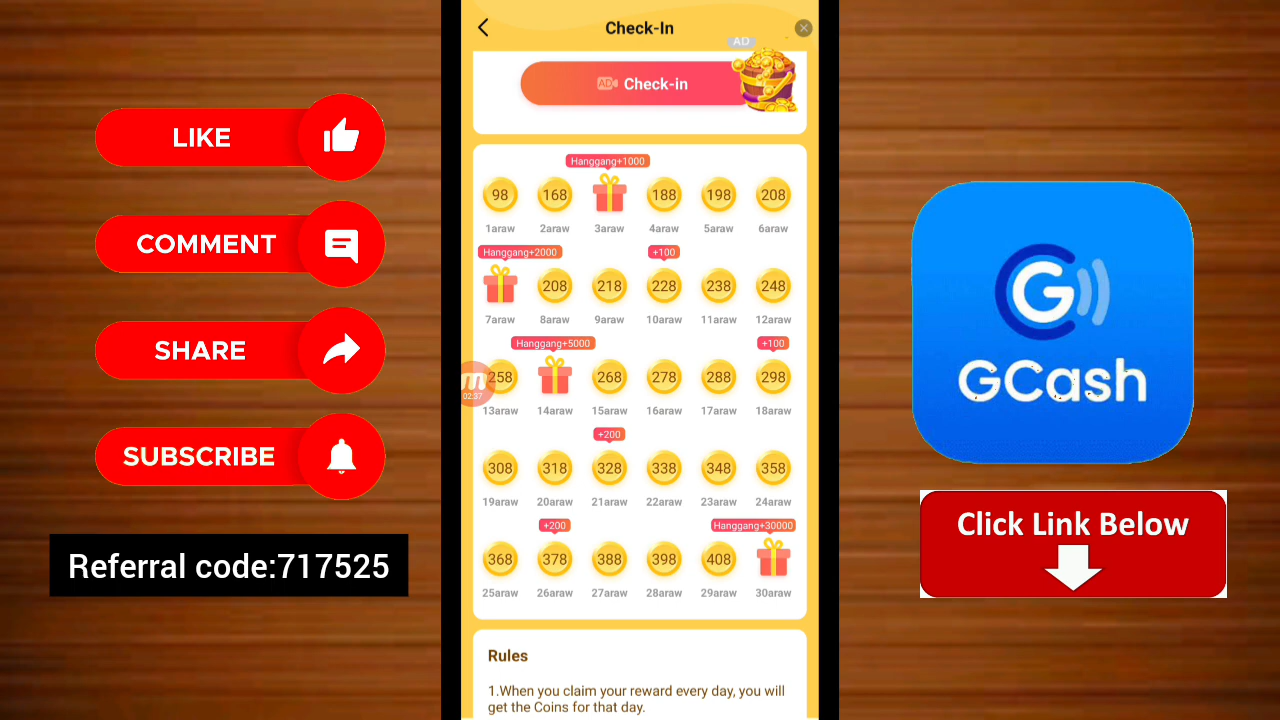 LIKE
COMMENT
SHARE
SUBSCRIBE
Referral code:717525
Check-In
AD
AD Check-in
Hanggang+1000
98 168 188 198 208
1araw 2araw 3araw 4araw 5araw 6araw
Hanggang+2000 +100
208 218 228 238 248
7araw 8araw 9araw 10araw 11araw 12araw
Hanggang+5000 +100
258 268 278 288 298
02:37
13araw 14araw 15araw 16araw 17araw 18araw
+200
308 318 328 338 348 358
19araw 20araw 21araw 22araw 23araw 24araw
+200 Hanggang+30000
368 378 388 398 408
25araw 26araw 27araw 28araw 29araw 30araw
Rules
1.When you claim your reward every day, you will
get the Coins for that day.
G
GCash
Click Link Below